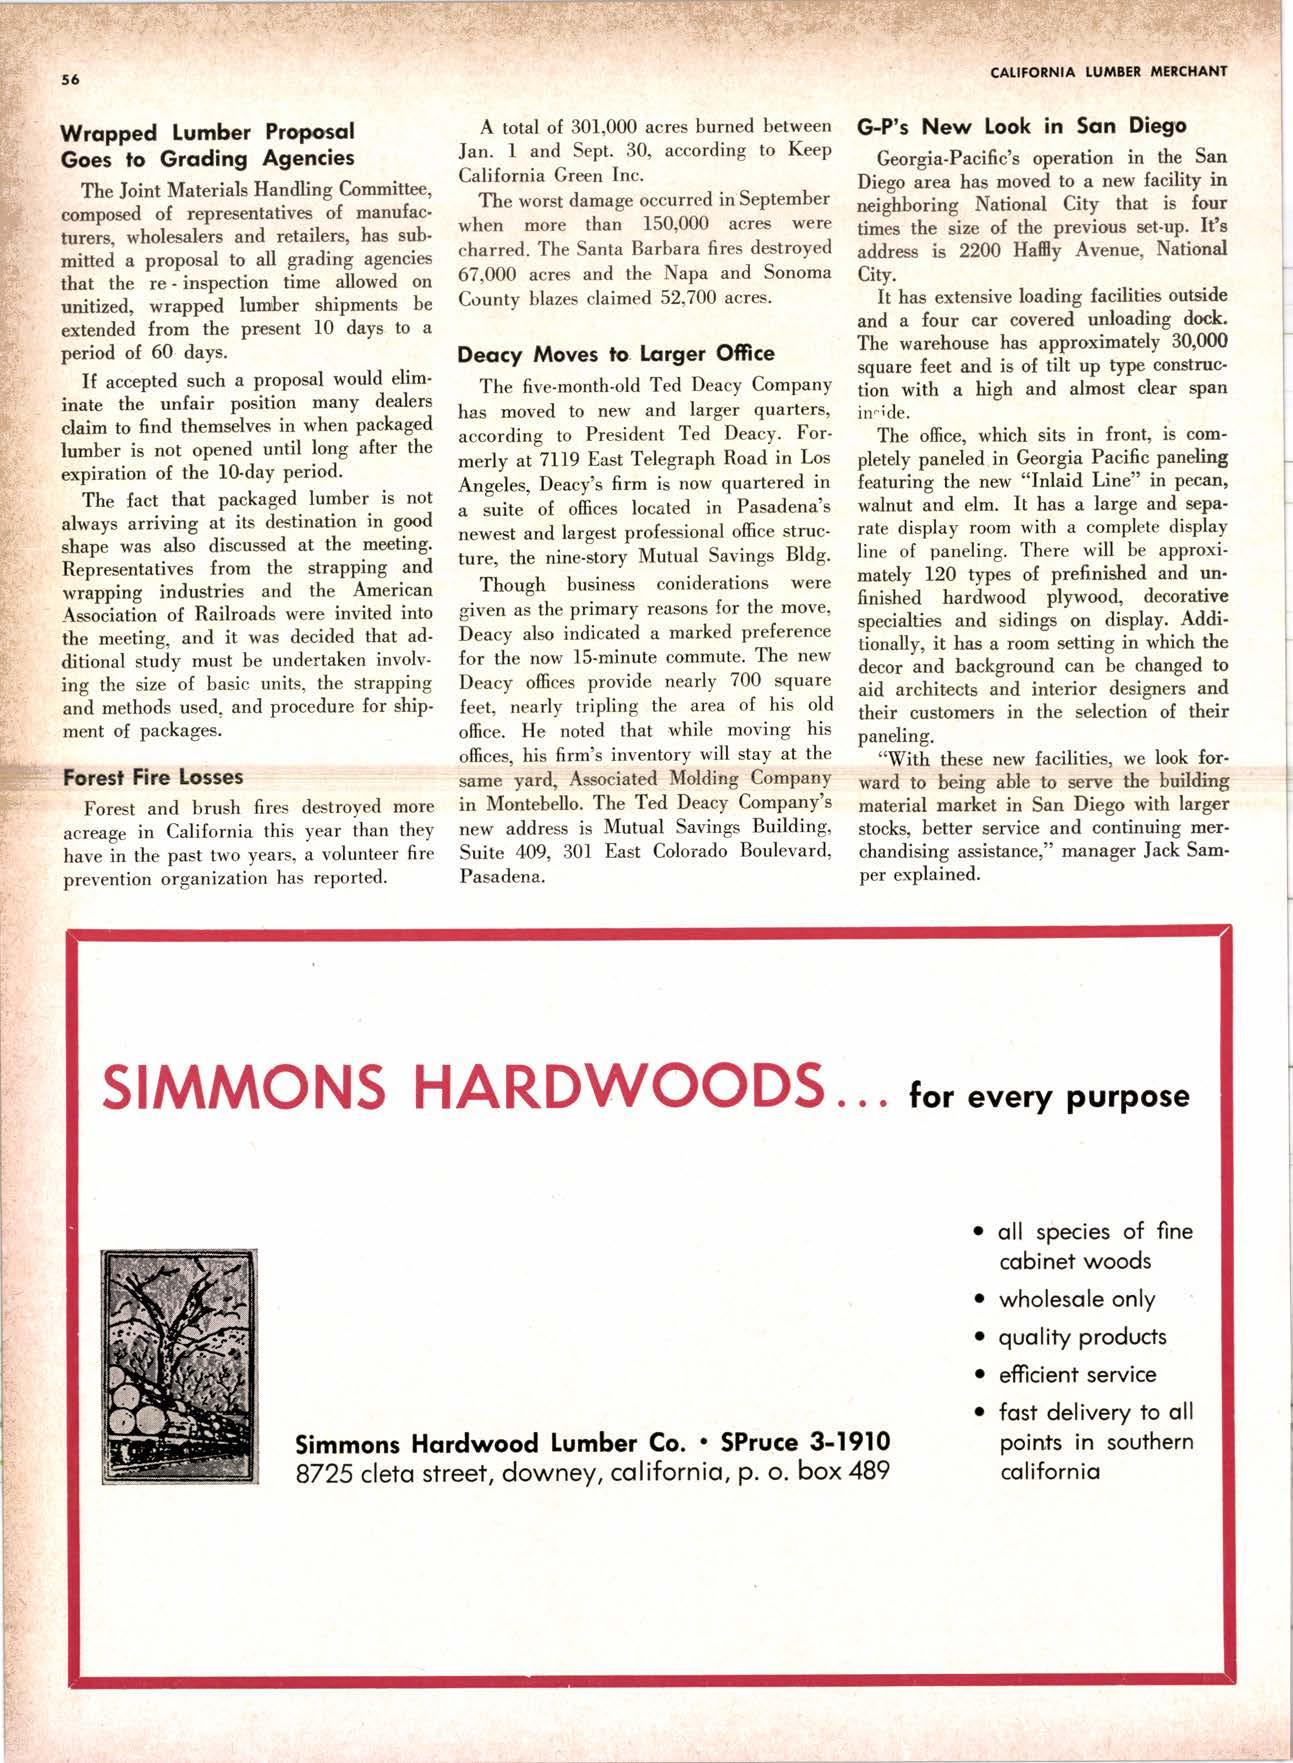 56
CALIFORNIA LUMBER MERCHANT
Wrapped Lumber Proposal
Goes to Grading Agencies
The Joint Materials Handling Committee,
composed of representatives of manufac-
turers, wholesalers and retailers, has sub-
mitted a proposal to all grading agencies
that the re - inspection time allowed on
unitized, wrapped lumber shipments be
extended from the present 10 days to a
period of 60 days.
If accepted such a proposal would elim-
inate the unfair position many dealers
claim to find themselves in when packaged
lumber is not opened until long after the
expiration of the 10-day period.
The fact that packaged lumber is not
always arriving at its destination in good
shape was also discussed at the meeting.
Representatives from the strapping and
wrapping industries and the American
Association of Railroads were invited into
the meeting, and it was decided that ad-
ditional study must be undertaken involv-
ing the size of basic units, the strapping
and methods used, and procedure for ship-
ment of packages.
Forest Fire Losses
Forest and brush fires destroyed more
acreage in California this year than they
have in the past two years, a volunteer fire
prevention organization has reported.
A total of 301,000 acres burned between
Jan. 1 and Sept. 30, according to Keep
California Green Inc.
The worst damage occurred in September
when more than 150,000 acres were
charred. The Santa Barbara fires destroyed
67,000 acres and the Napa and Sonoma
County blazes claimed 52,700 acres.
Deacy Moves to Larger Office
The five-month-old Ted Deacy Company
has moved to new and larger quarters,
according to President Ted Deacy. For-
merly at 7119 East Telegraph Road in Los
Angeles, Deacy's firm is now quartered in
a suite of offices located in Pasadena's
newest and largest professional office struc-
ture, the nine-story Mutual Savings Bldg.
Though business coniderations were
given as the primary reasons for the move,
Deacy also indicated a marked preference
for the now 15-minute commute. The new
Deacy offices provide nearly 700 square
feet, nearly tripling the area of his old
office. He noted that while moving his
offices, his firm's inventory will stay at the
same yard, Associated Molding Company
in Montebello. The Ted Deacy Company's
new address is Mutual Savings Building,
Suite 409, 301 East Colorado Boulevard,
Pasadena.
G-P's New Look in San Diego
Georgia-Pacific's operation in the San
Diego area has moved to a new facility in
neighboring National City that is four
times the size of the previous set-up. It's
address is 2200 Haffly Avenue, National
City.
It has extensive loading facilities outside
and a four car covered unloading dock.
The warehouse has approximately 30,000
square feet and is of tilt up type construc-
tion with a high and almost clear span
inside.
The office, which sits in front, is com-
pletely paneled in Georgia Pacific paneling
featuring the new “Inlaid Line” in pecan,
walnut and elm. It has a large and sepa-
rate display room with a complete display
line of paneling. There will be approxi-
mately 120 types of prefinished and un-
finished hardwood plywood, decorative
specialties and sidings on display. Addi-
tionally, it has a room setting in which the
decor and background can be changed to
aid architects and interior designers and
their customers in the selection of their
paneling.
“With these new facilities, we look for-
ward to being able to serve the building
material market in San Diego with larger
stocks, better service and continuing mer-
chandising assistance,” manager Jack Sam-
per explained.
SIMMONS HARDWOODS... for every purpose
• all species of fine
cabinet woods
• wholesale only
• quality products
• efficient service
• fast delivery to all
points in southern
california
Simmons Hardwood Lumber Co. • SPruce 3-1910
8725 cleta street, downey, california, p. o. box 489